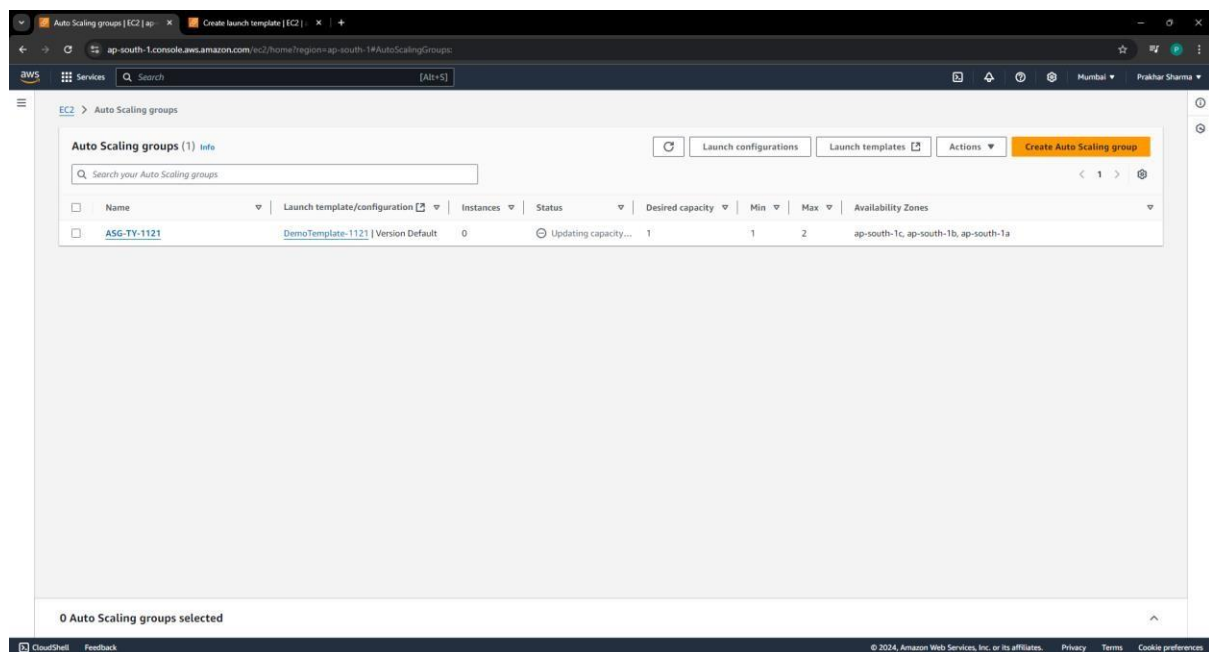 Auto Scaling groups | EC2 | ap-
Create launch template | EC2 |
ap-south-1.console.aws.amazon.com/ec2/home?region=ap-south-1#AutoScalingGroups:
aws Services Search [Alt+S] Mumbai Prakhar Sharma
EC2 > Auto Scaling groups
Auto Scaling groups (1) Info Launch configurations Launch templates Actions Create Auto Scaling group
Search your Auto Scaling groups 1
Name Launch template/configuration Instances Status Desired capacity Min Max Availability Zones
ASG-TY-1121 DemoTemplate-1121 | Version Default 0 Updating capacity... 1 1 2 ap-south-1c, ap-south-1b, ap-south-1a
0 Auto Scaling groups selected
CloudShell Feedback © 2024, Amazon Web Services, Inc. or its affiliates. Privacy Terms Cookie preferences